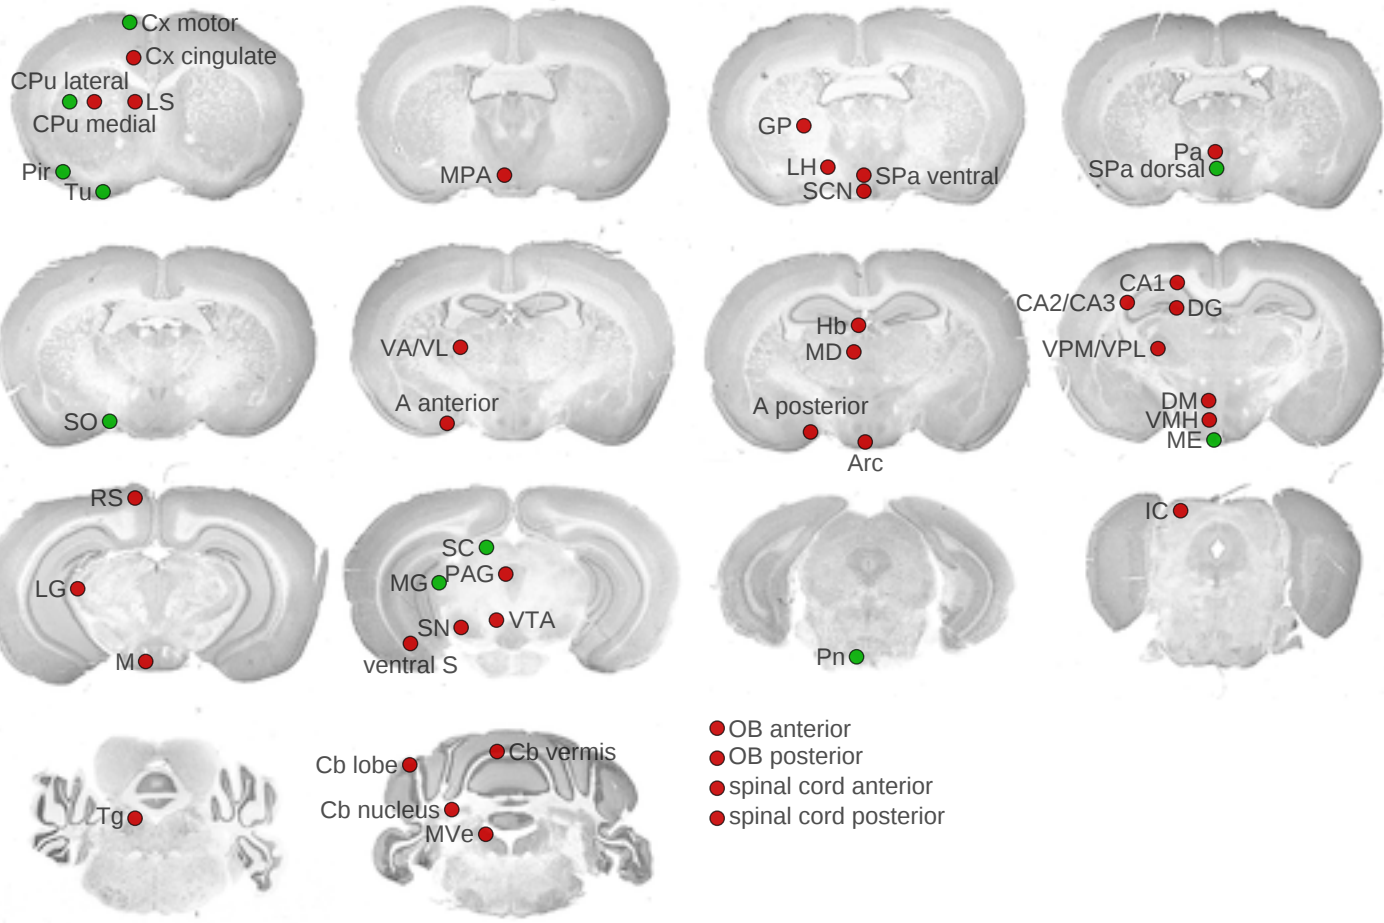 Cx motor
Cx cingulate
CPu lateral
LS
CPu medial
Pir
Tu
MPA
GP
LH
SPa ventral
SCN
Pa
SPa dorsal
SO
VA/VL
A anterior
Hb
MD
A posterior
Arc
CA1
CA2/CA3
DG
VPM/VPL
DM
VMH
ME
RS
LG
M
SC
MG
PAG
SN
VTA
ventral S
Pn
IC
Tg
Cb lobe
Cb vermis
Cb nucleus
MVe
OB anterior
OB posterior
spinal cord anterior
spinal cord posterior